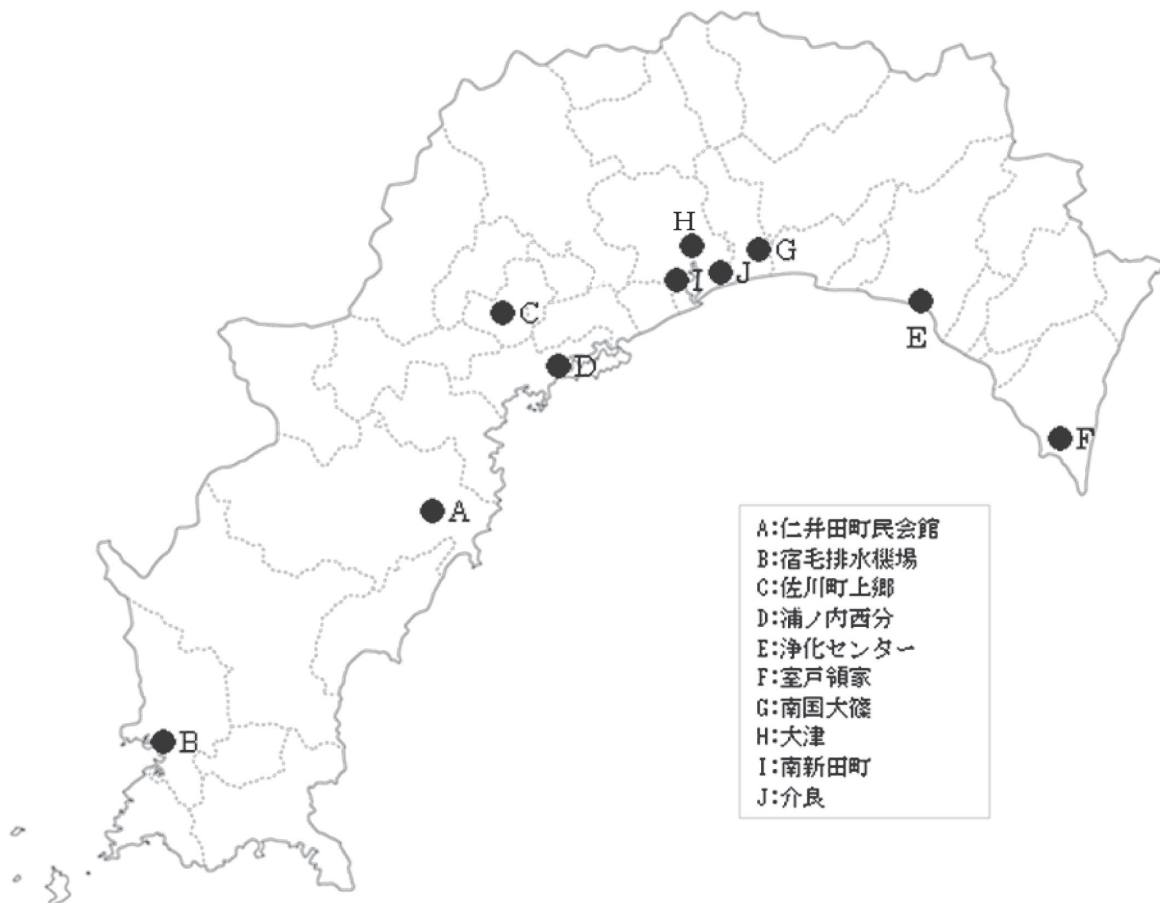 H
G
I
J
C
E
D
F
A
B
A:仁井田町民会館
B:宿毛排水機場
C:佐川町上郷
D:浦ノ内西分
E:浄化センター
F:室戸領家
G:南国大篠
H:大津
I:南新田町
J:介良